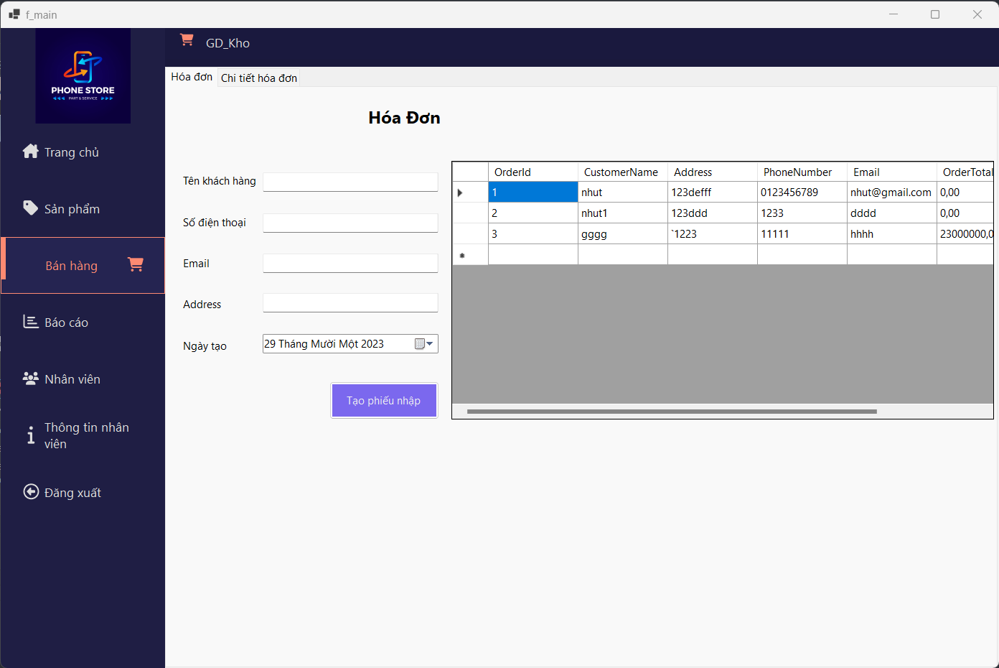 f_main
PHONE STORE
PART & SERVICE
GD_Kho
Trang chủ
Sản phẩm
Bán hàng
Báo cáo
Nhân viên
Thông tin nhân
viên
Đăng xuất
Hóa đơn
Chi tiết hóa đơn
Hóa Đơn
Tên khách hàng
Số điện thoại
Email
Address
Ngày tạo
29 Tháng Mười Một 2023
Tạo phiếu nhập
OrderId CustomerName Address PhoneNumber Email OrderTotal
1 nhut 123defff 0123456789 nhut@gmail.com 0,00
2 nhut1 123ddd 1233 dddd 0,00
3 gggg `1223 11111 hhhh 23000000,0